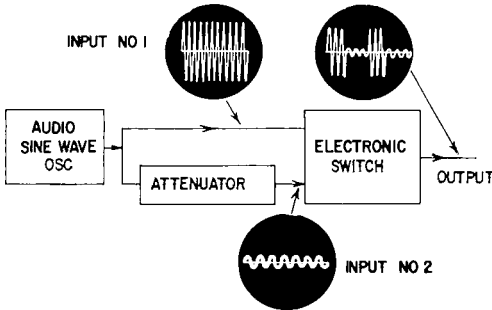 INPUT NO 1
AUDIO
SINE WAVE
OSC
ATTENUATOR
ELECTRONIC
SWITCH
OUTPUT
INPUT NO 2